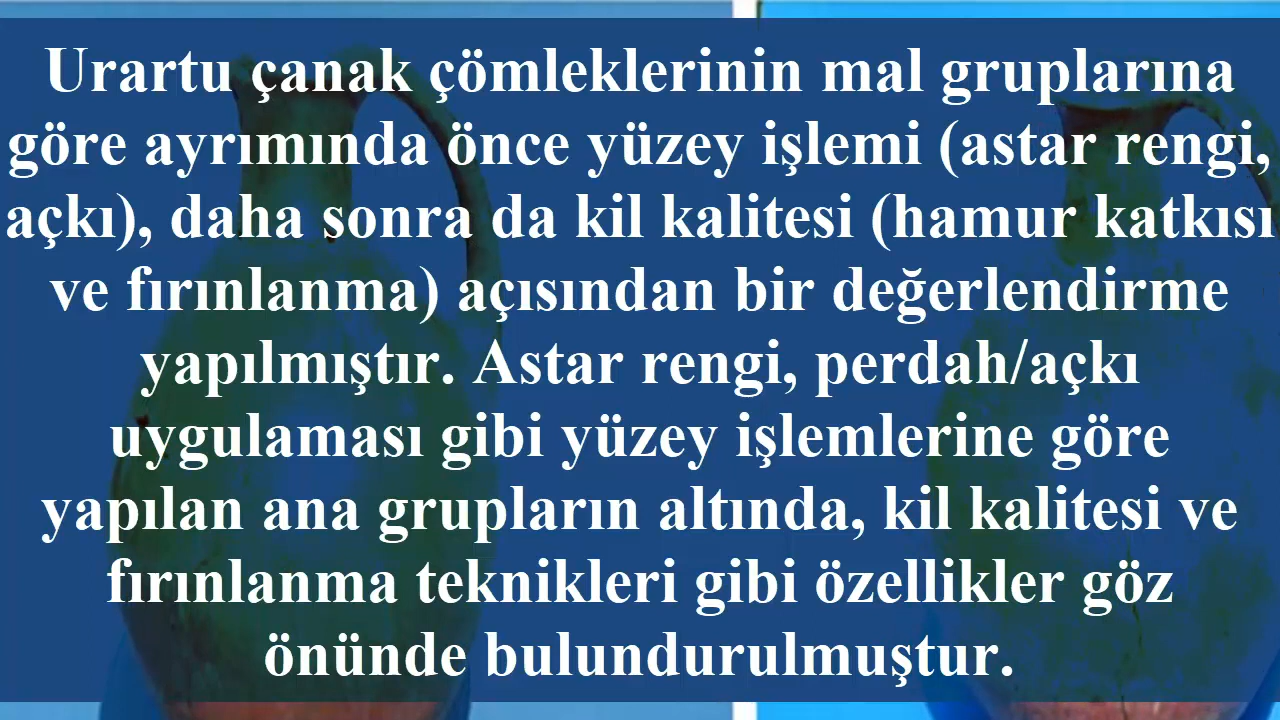 Urartu çanak çömleklerinin mal gruplarına
göre ayrımında önce yüzey işlemi (astar rengi,
açkı), daha sonra da kil kalitesi (hamur katkısı
ve fırınlanma) açısından bir değerlendirme
yapılmıştır. Astar rengi, perdah/açkı
uygulaması gibi yüzey işlemlerine göre
yapılan ana grupların altında, kil kalitesi ve
fırınlanma teknikleri gibi özellikler göz
önünde bulundurulmuştur.